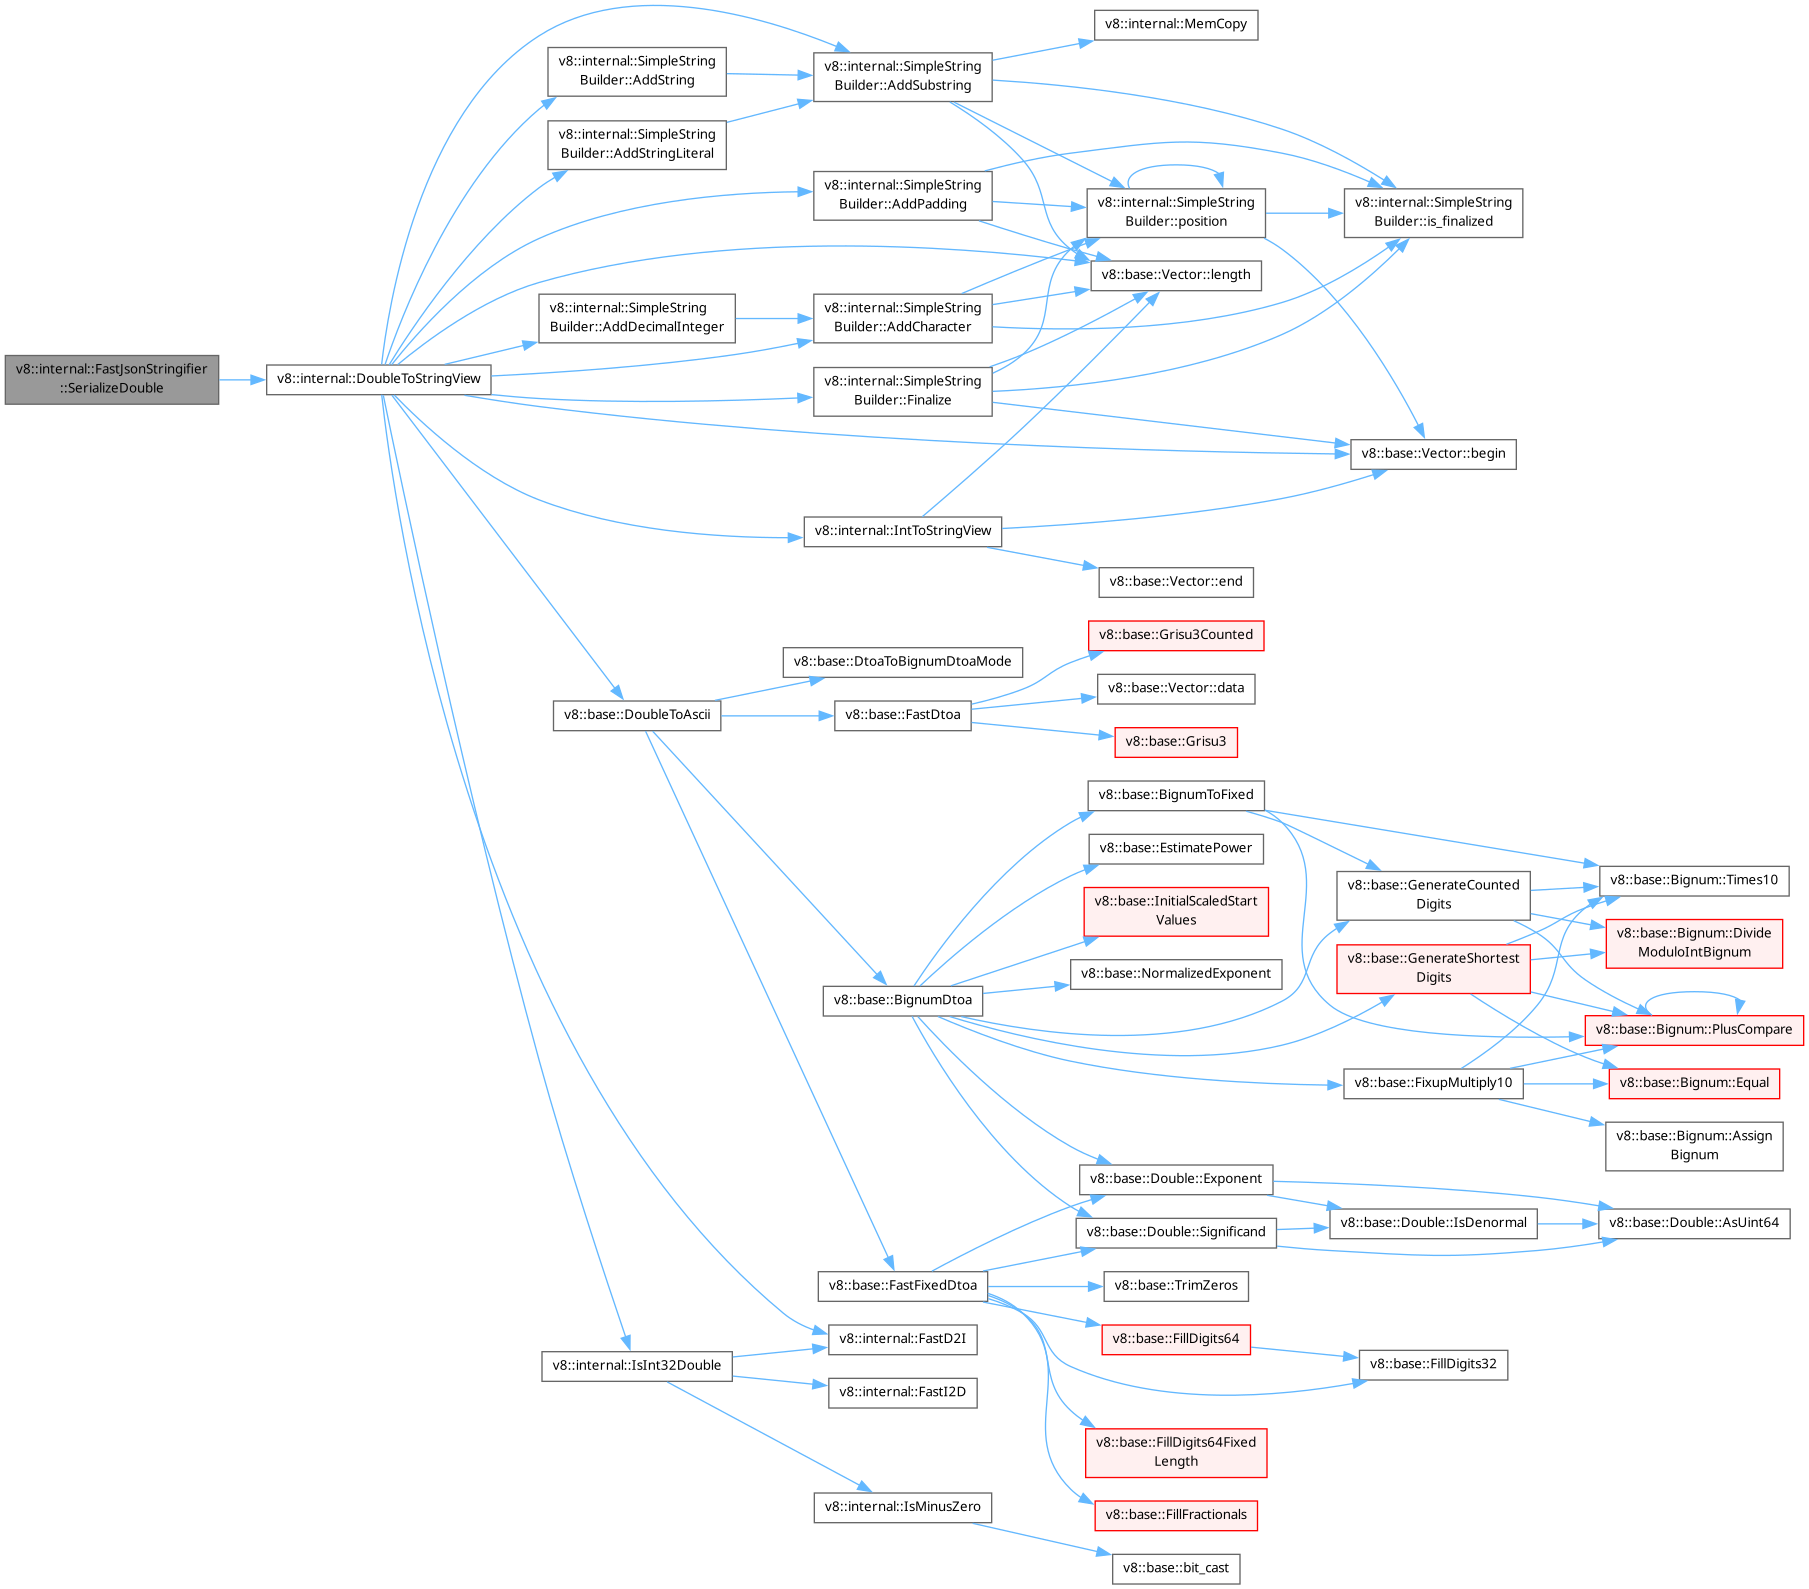 v8::internal::FastJsonStringifier
::SerializeDouble
v8::internal::DoubleToStringView
v8::internal::SimpleString
Builder::AddString
v8::internal::SimpleString
Builder::AddStringLiteral
v8::internal::SimpleString
Builder::AddDecimalInteger
v8::base::DoubleToAscii
v8::internal::IsInt32Double
v8::internal::SimpleString
Builder::AddSubstring
v8::internal::SimpleString
Builder::AddPadding
v8::internal::SimpleString
Builder::AddCharacter
v8::internal::SimpleString
Builder::Finalize
v8::internal::IntToStringView
v8::base::DtoaToBignumDtoaMode
v8::base::FastDtoa
v8::base::BignumDtoa
v8::base::FastFixedDtoa
v8::internal::FastD2I
v8::internal::FastI2D
v8::internal::IsMinusZero
v8::internal::MemCopy
v8::internal::SimpleString
Builder::position
v8::base::Vector::length
v8::base::Vector::end
v8::base::Grisu3Counted
v8::base::Vector::data
v8::base::Grisu3
v8::base::BignumToFixed
v8::base::EstimatePower
v8::base::InitialScaledStart
Values
v8::base::NormalizedExponent
v8::base::Double::Exponent
v8::base::Double::Significand
v8::base::TrimZeros
v8::base::FillDigits64
v8::base::FillDigits64Fixed
Length
v8::base::FillFractionals
v8::base::bit_cast
v8::internal::SimpleString
Builder::is_finalized
v8::base::Vector::begin
v8::base::GenerateCounted
Digits
v8::base::GenerateShortest
Digits
v8::base::FixupMultiply10
v8::base::Double::IsDenormal
v8::base::FillDigits32
v8::base::Bignum::Times10
v8::base::Bignum::Divide
ModuloIntBignum
v8::base::Bignum::PlusCompare
v8::base::Bignum::Equal
v8::base::Bignum::Assign
Bignum
v8::base::Double::AsUint64